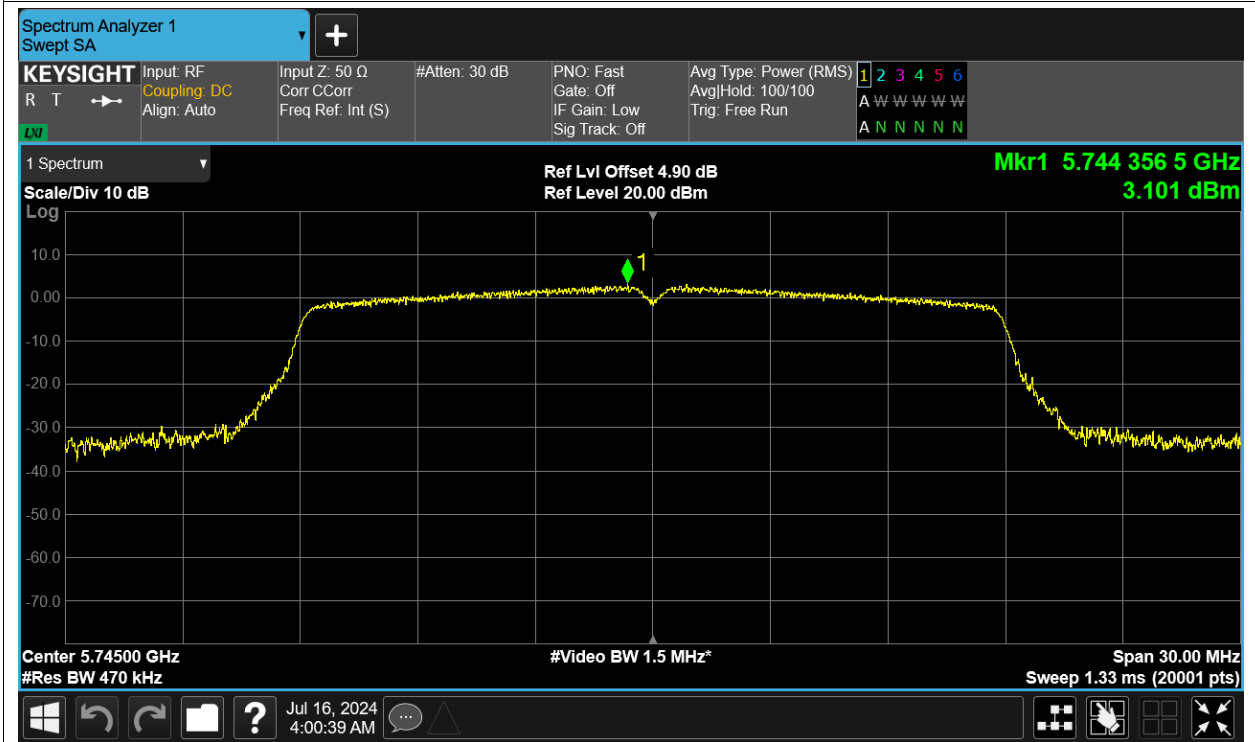 Spectrum Analyzer 1
Swept SA
KEYSIGHT
R T
LXI
Input: RF
Coupling: DC
Align: Auto
Input Z: 50 Ω
Corr CCorr
Freq Ref: Int (S)
#Atten: 30 dB
PNO: Fast
Gate: Off
IF Gain: Low
Sig Track: Off
Avg Type: Power (RMS)
Avg|Hold: 100/100
Trig: Free Run
1 2 3 4 5 6
A W W W W W
A N N N N N
1 Spectrum
Scale/Div 10 dB
Ref Lvl Offset 4.90 dB
Ref Level 20.00 dBm
Mkr1 5.744 356 5 GHz
3.101 dBm
Log
10.0
0.00
-10.0
-20.0
-30.0
-40.0
-50.0
-60.0
-70.0
1
Center 5.74500 GHz
#Res BW 470 kHz
#Video BW 1.5 MHz*
Span 30.00 MHz
Sweep 1.33 ms (20001 pts)
?
Jul 16, 2024
4:00:39 AM